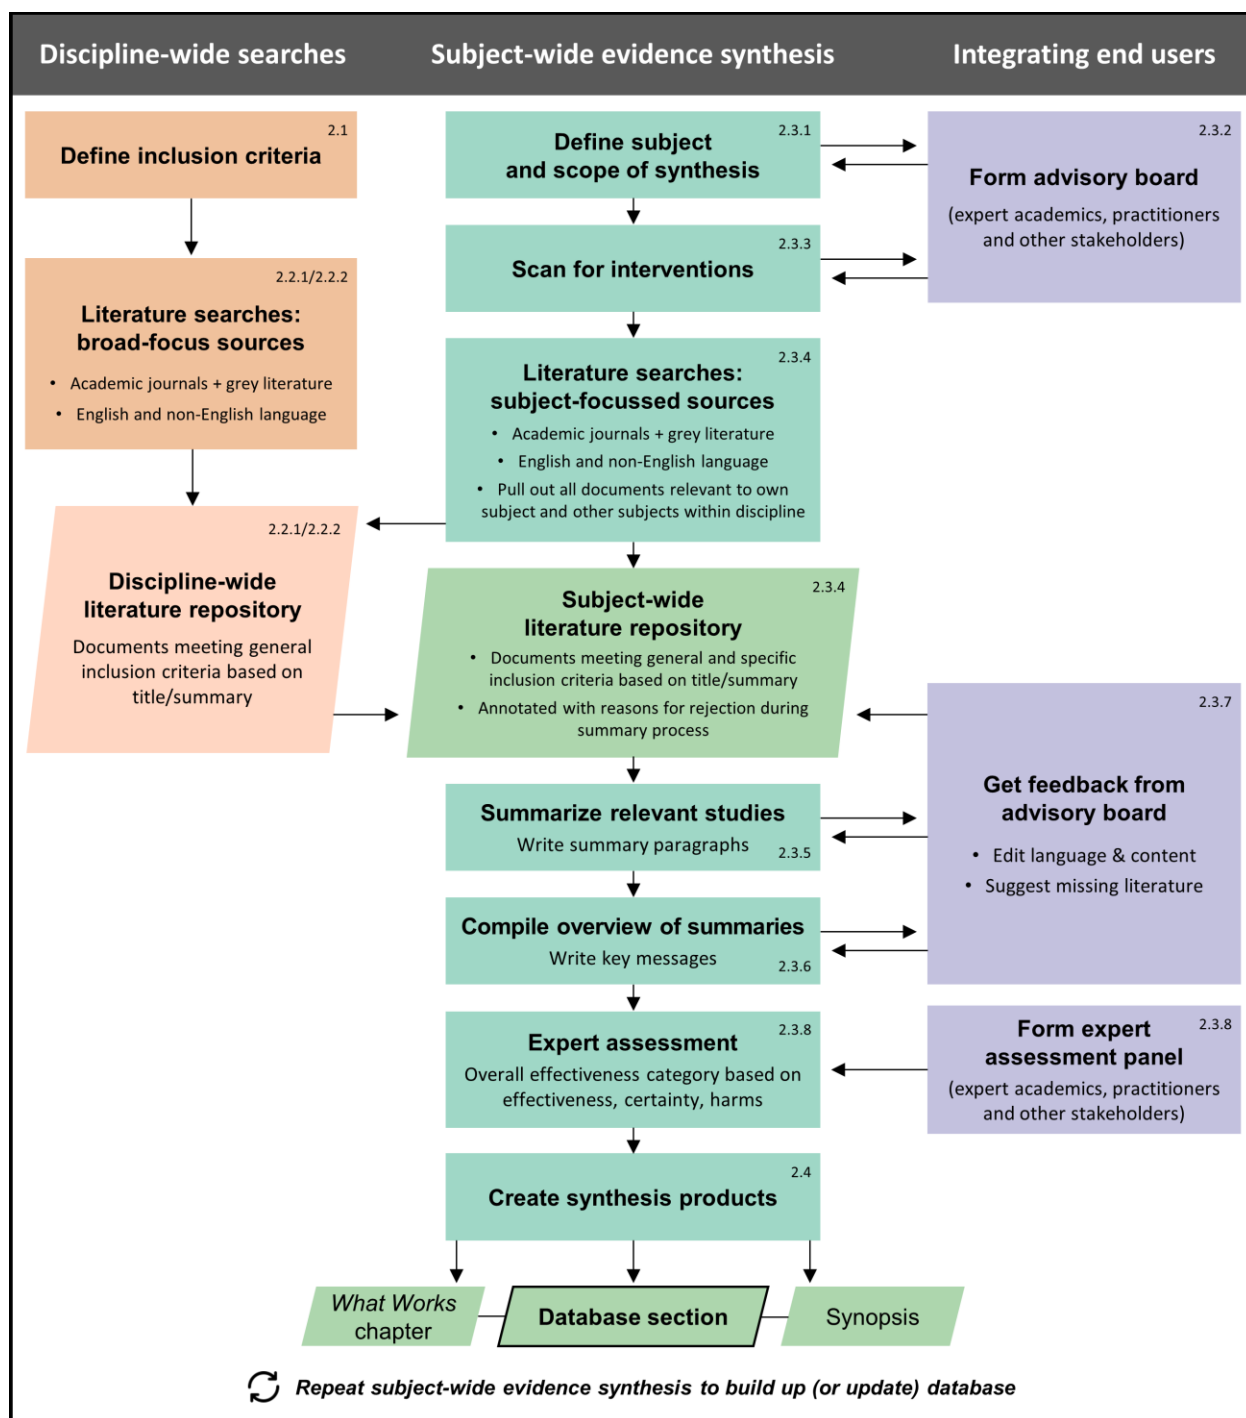 Discipline-wide searches
Subject-wide evidence synthesis
Integrating end users
2.1
Define inclusion criteria
2.2.1/2.2.2
Literature searches:
broad-focus sources
• Academic journals + grey literature
• English and non-English language
2.2.1/2.2.2
Discipline-wide
literature repository
Documents meeting general
inclusion criteria based on
title/summary
2.3.1
Define subject
and scope of synthesis
2.3.3
Scan for interventions
2.3.4
Literature searches:
subject-focussed sources
• Academic journals + grey literature
• English and non-English language
• Pull out all documents relevant to own
subject and other subjects within discipline
2.3.4
Subject-wide
literature repository
• Documents meeting general and specific
inclusion criteria based on title/summary
• Annotated with reasons for rejection during
summary process
Summarize relevant studies
Write summary paragraphs
2.3.5
Compile overview of summaries
Write key messages
2.3.6
2.3.8
Expert assessment
Overall effectiveness category based on
effectiveness, certainty, harms
2.4
Create synthesis products
What Works
chapter
Database section
Synopsis
2.3.2
Form advisory board
(expert academics, practitioners
and other stakeholders)
2.3.7
Get feedback from
advisory board
• Edit language & content
• Suggest missing literature
2.3.8
Form expert
assessment panel
(expert academics, practitioners
and other stakeholders)
Repeat subject-wide evidence synthesis to build up (or update) database